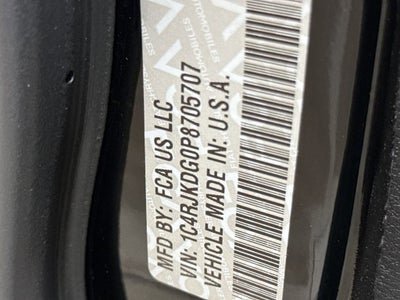 MFD BY: FCA US LLC
VIN: 1C4RJKDG0P8705707
VEHICLE MADE IN: U.S.A.